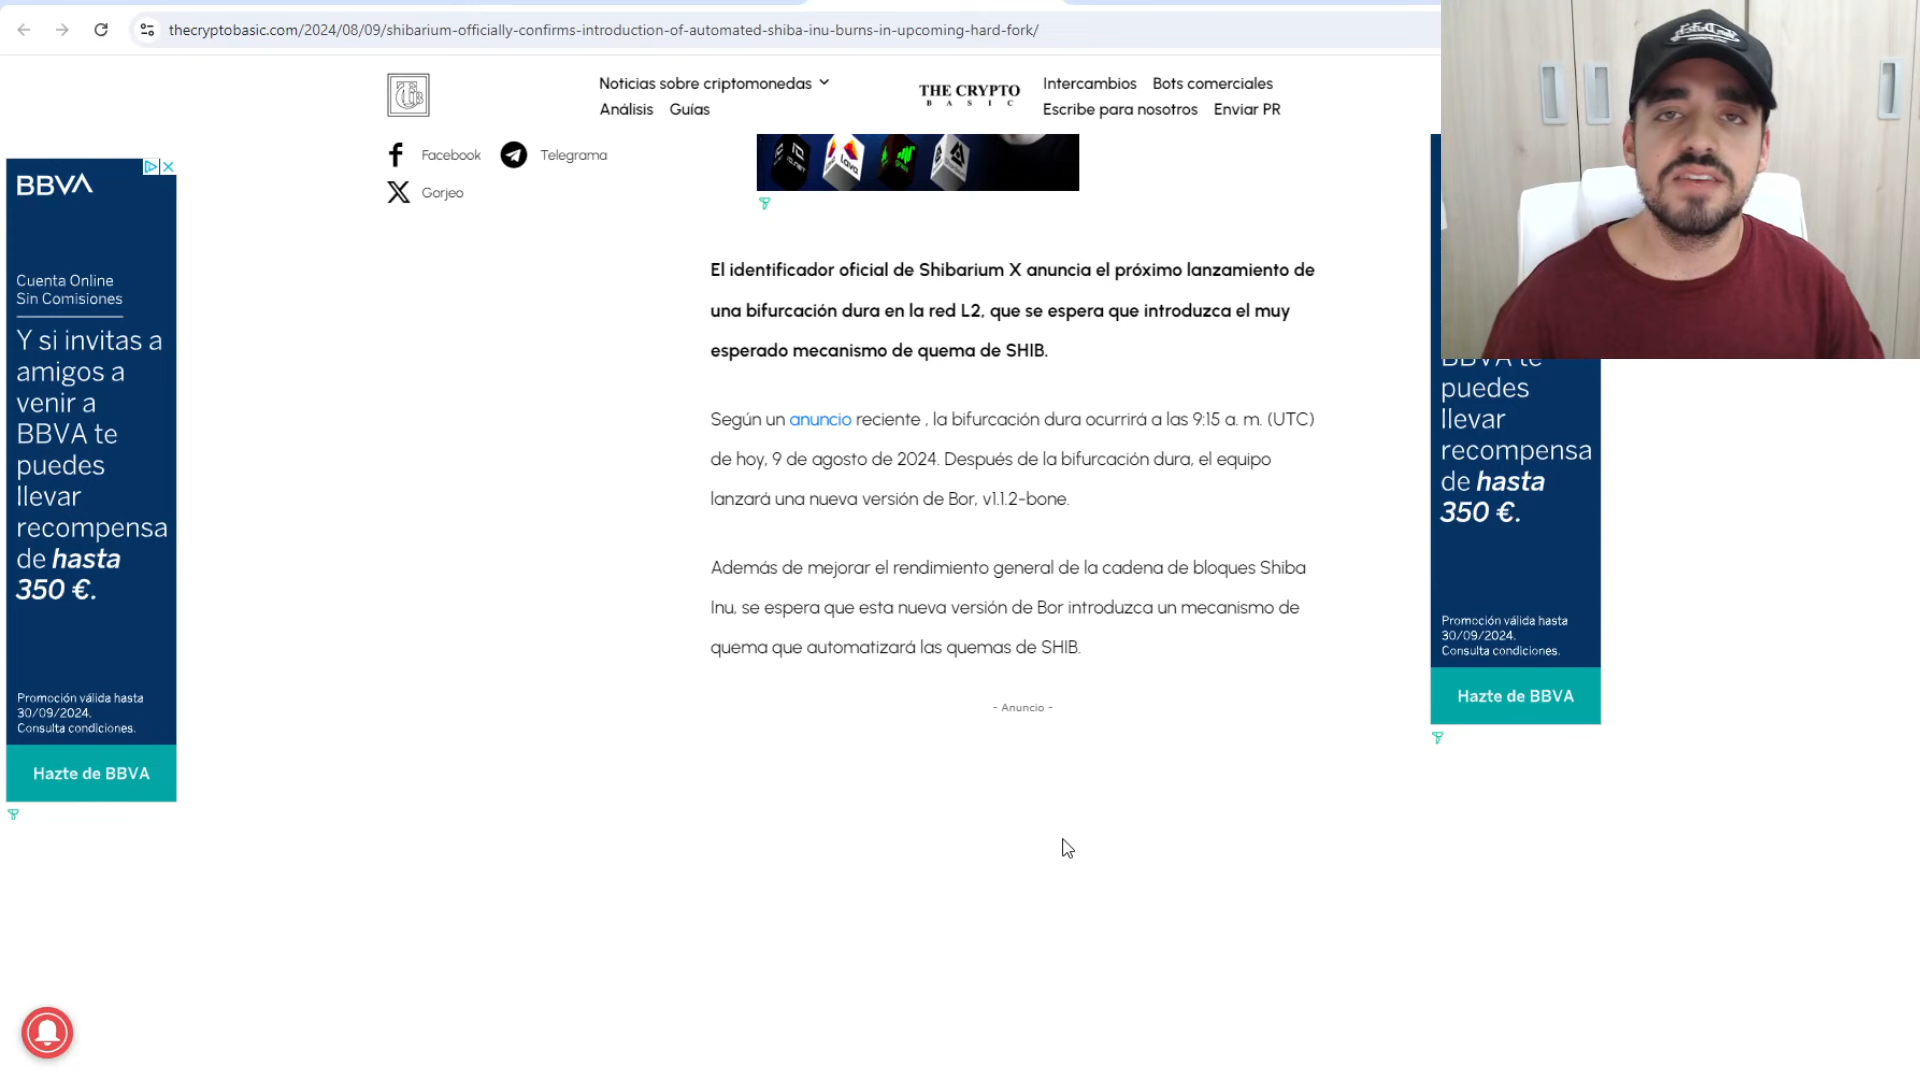 thecryptobasic.com/2024/08/09/shibarium-officially-confirms-introduction-of-automated-shiba-inu-burns-in-upcoming-hard-fork/
Noticias sobre criptomonedas
Análisis Guías
THE CRYPTO
BASIC
Intercambios Bots comerciales
Escribe para nosotros Enviar PR
Facebook
Telegrama
Gorjeo
El identificador oficial de Shibarium X anuncia el próximo lanzamiento de
una bifurcación dura en la red L2, que se espera que introduzca el muy
esperado mecanismo de quema de SHIB.
Según un anuncio reciente , la bifurcación dura ocurrirá a las 9:15 a. m. (UTC)
de hoy, 9 de agosto de 2024. Después de la bifurcación dura, el equipo
lanzará una nueva versión de Bor, v1.1.2-bone.
Además de mejorar el rendimiento general de la cadena de bloques Shiba
Inu, se espera que esta nueva versión de Bor introduzca un mecanismo de
quema que automatizará las quemas de SHIB.
- Anuncio -
BBVA
Cuenta Online
Sin Comisiones
Y si invitas a
amigos a
venir a
BBVA te
puedes
llevar
recompensa
de hasta
350 €.
Promoción válida hasta
30/09/2024.
Consulta condiciones.
Hazte de BBVA
BBVA te
puedes
llevar
recompensa
de hasta
350 €.
Promoción válida hasta
30/09/2024.
Consulta condiciones.
Hazte de BBVA